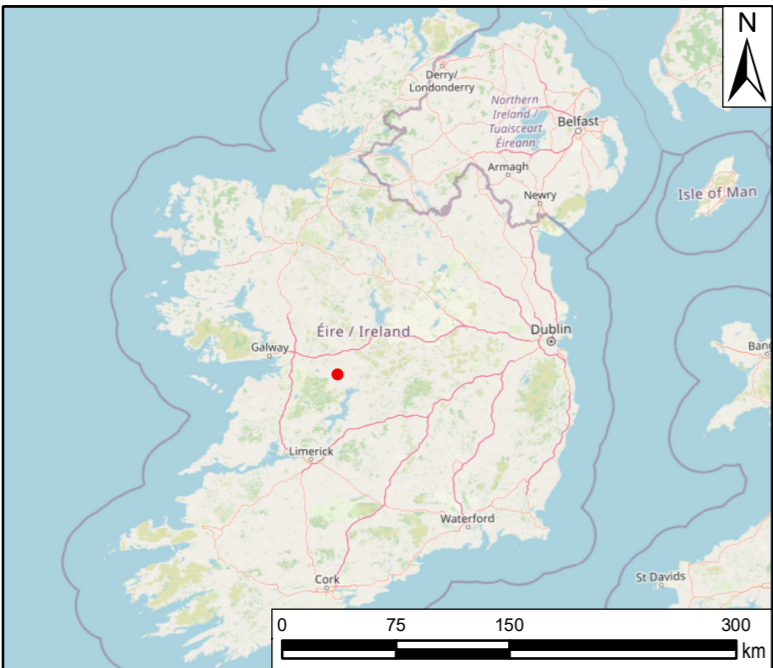 N
Derry/
Londonderry
Northern
Ireland /
Tuaisceart
Éireann
Belfast
Armagh
Newry
Isle of Man
Éire / Ireland
Dublin
Galway
Bang
Limerick
Waterford
Cork
St Davids
0 75 150 300
km